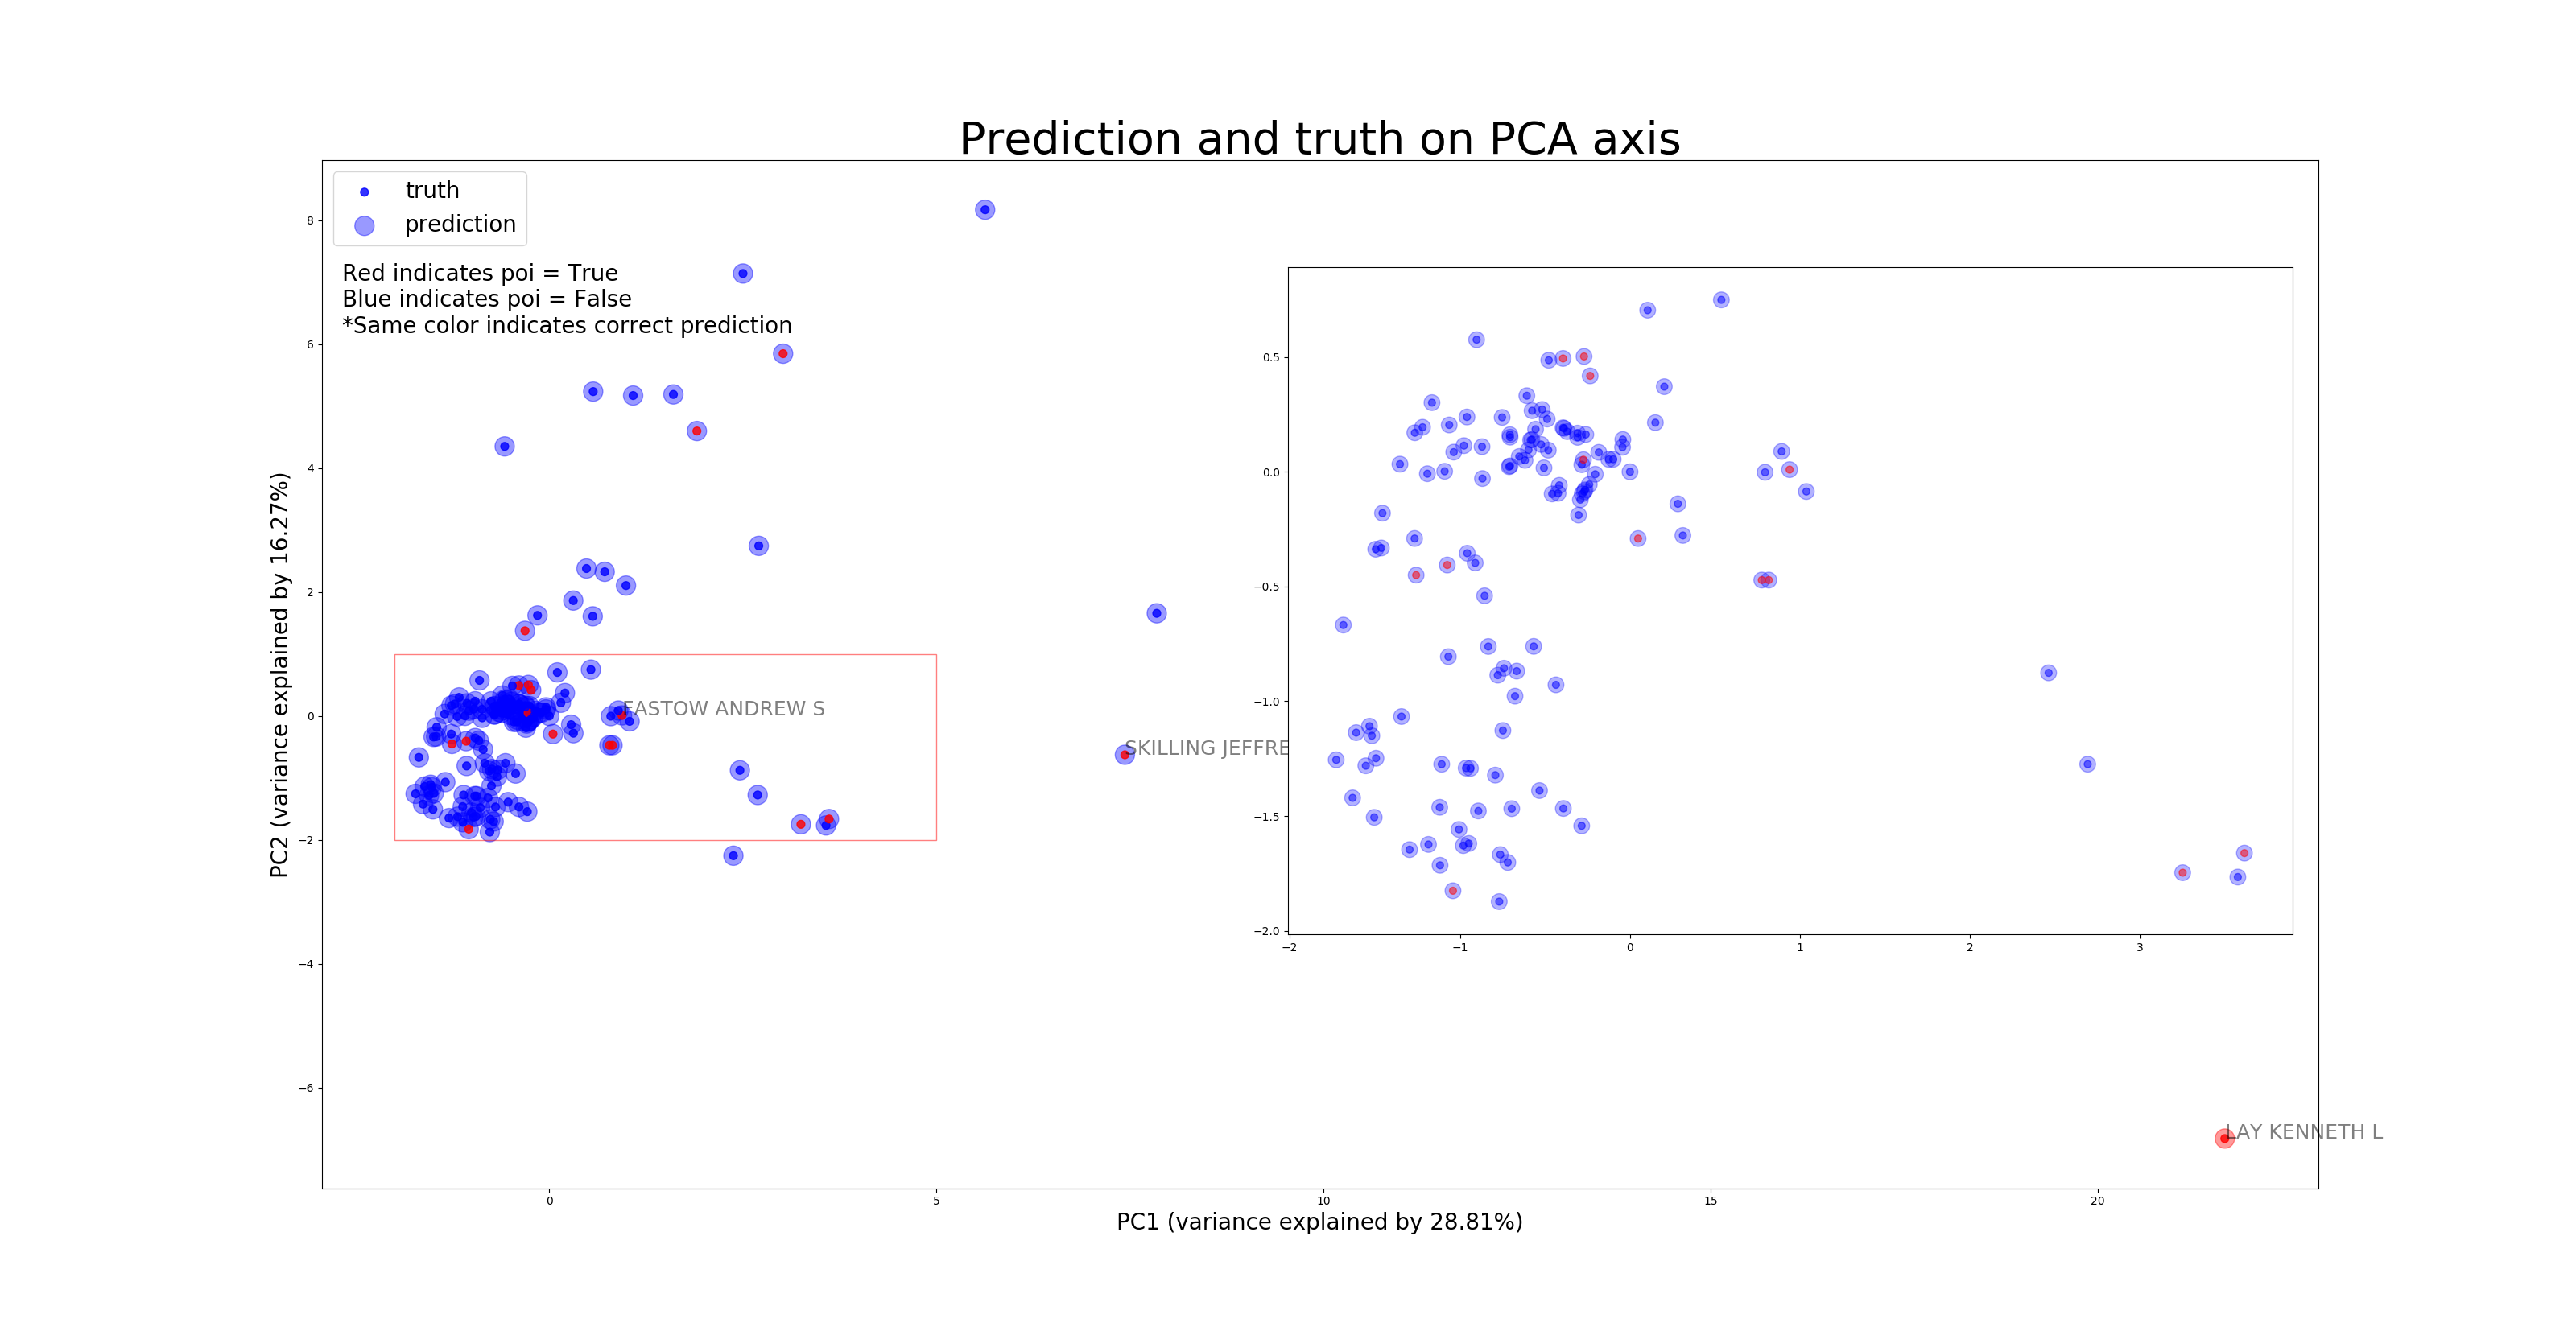 Prediction and truth on PCA axis
truth
prediction
Red indicates poi = True
Blue indicates poi = False
*Same color indicates correct prediction
PC2 (variance explained by 16.27%)
8
6
4
2
0
−2
−4
−6
FASTOW ANDREW S
SKILLING JEFFRE
LAY KENNETH L
0.5
0.0
−0.5
−1.0
−1.5
−2.0
−2 −1 0 1 2 3
0 5 10 15 20
PC1 (variance explained by 28.81%)